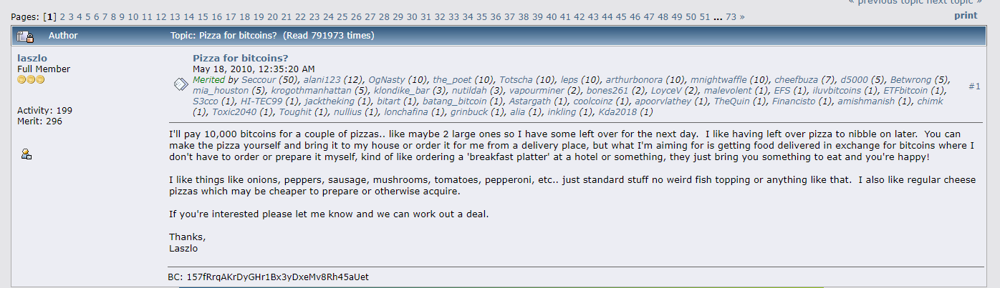 « previous topic next topic »
Pages: [1] 2 3 4 5 6 7 8 9 10 11 12 13 14 15 16 17 18 19 20 21 22 23 24 25 26 27 28 29 30 31 32 33 34 35 36 37 38 39 40 41 42 43 44 45 46 47 48 49 50 51 ... 73 »
print
Author
Topic: Pizza for bitcoins? (Read 791973 times)
laszlo
Full Member
Activity: 199
Merit: 296
Pizza for bitcoins?
May 18, 2010, 12:35:20 AM
Merited by Seccour (50), alani123 (12), OgNasty (10), the_poet (10), Totscha (10), leps (10), arthurbonora (10), mnightwaffle (10), cheefbuza (7), d5000 (5), Betwrong (5),
mia_houston (5), krogothmanhattan (5), klondike_bar (3), nutildah (3), vapourminer (2), bones261 (2), LoyceV (2), malevolent (1), EFS (1), iluvbitcoins (1), ETFbitcoin (1),
S3cco (1), HI-TEC99 (1), jacktheking (1), bitart (1), batang_bitcoin (1), Astargath (1), coolcoinz (1), apoorvlathey (1), TheQuin (1), Financisto (1), amishmanish (1), chimk
(1), Toxic2040 (1), Toughit (1), nullius (1), lonchafina (1), grinbuck (1), alia (1), inkling (1), Kda2018 (1)
#1
I'll pay 10,000 bitcoins for a couple of pizzas.. like maybe 2 large ones so I have some left over for the next day.  I like having left over pizza to nibble on later.  You can
make the pizza yourself and bring it to my house or order it for me from a delivery place, but what I'm aiming for is getting food delivered in exchange for bitcoins where I
don't have to order or prepare it myself, kind of like ordering a 'breakfast platter' at a hotel or something, they just bring you something to eat and you're happy!
I like things like onions, peppers, sausage, mushrooms, tomatoes, pepperoni, etc.. just standard stuff no weird fish topping or anything like that.  I also like regular cheese
pizzas which may be cheaper to prepare or otherwise acquire.
If you're interested please let me know and we can work out a deal.
Thanks,
Laszlo
BC: 157fRrqAKrDyGHr1Bx3yDxeMv8Rh45aUet